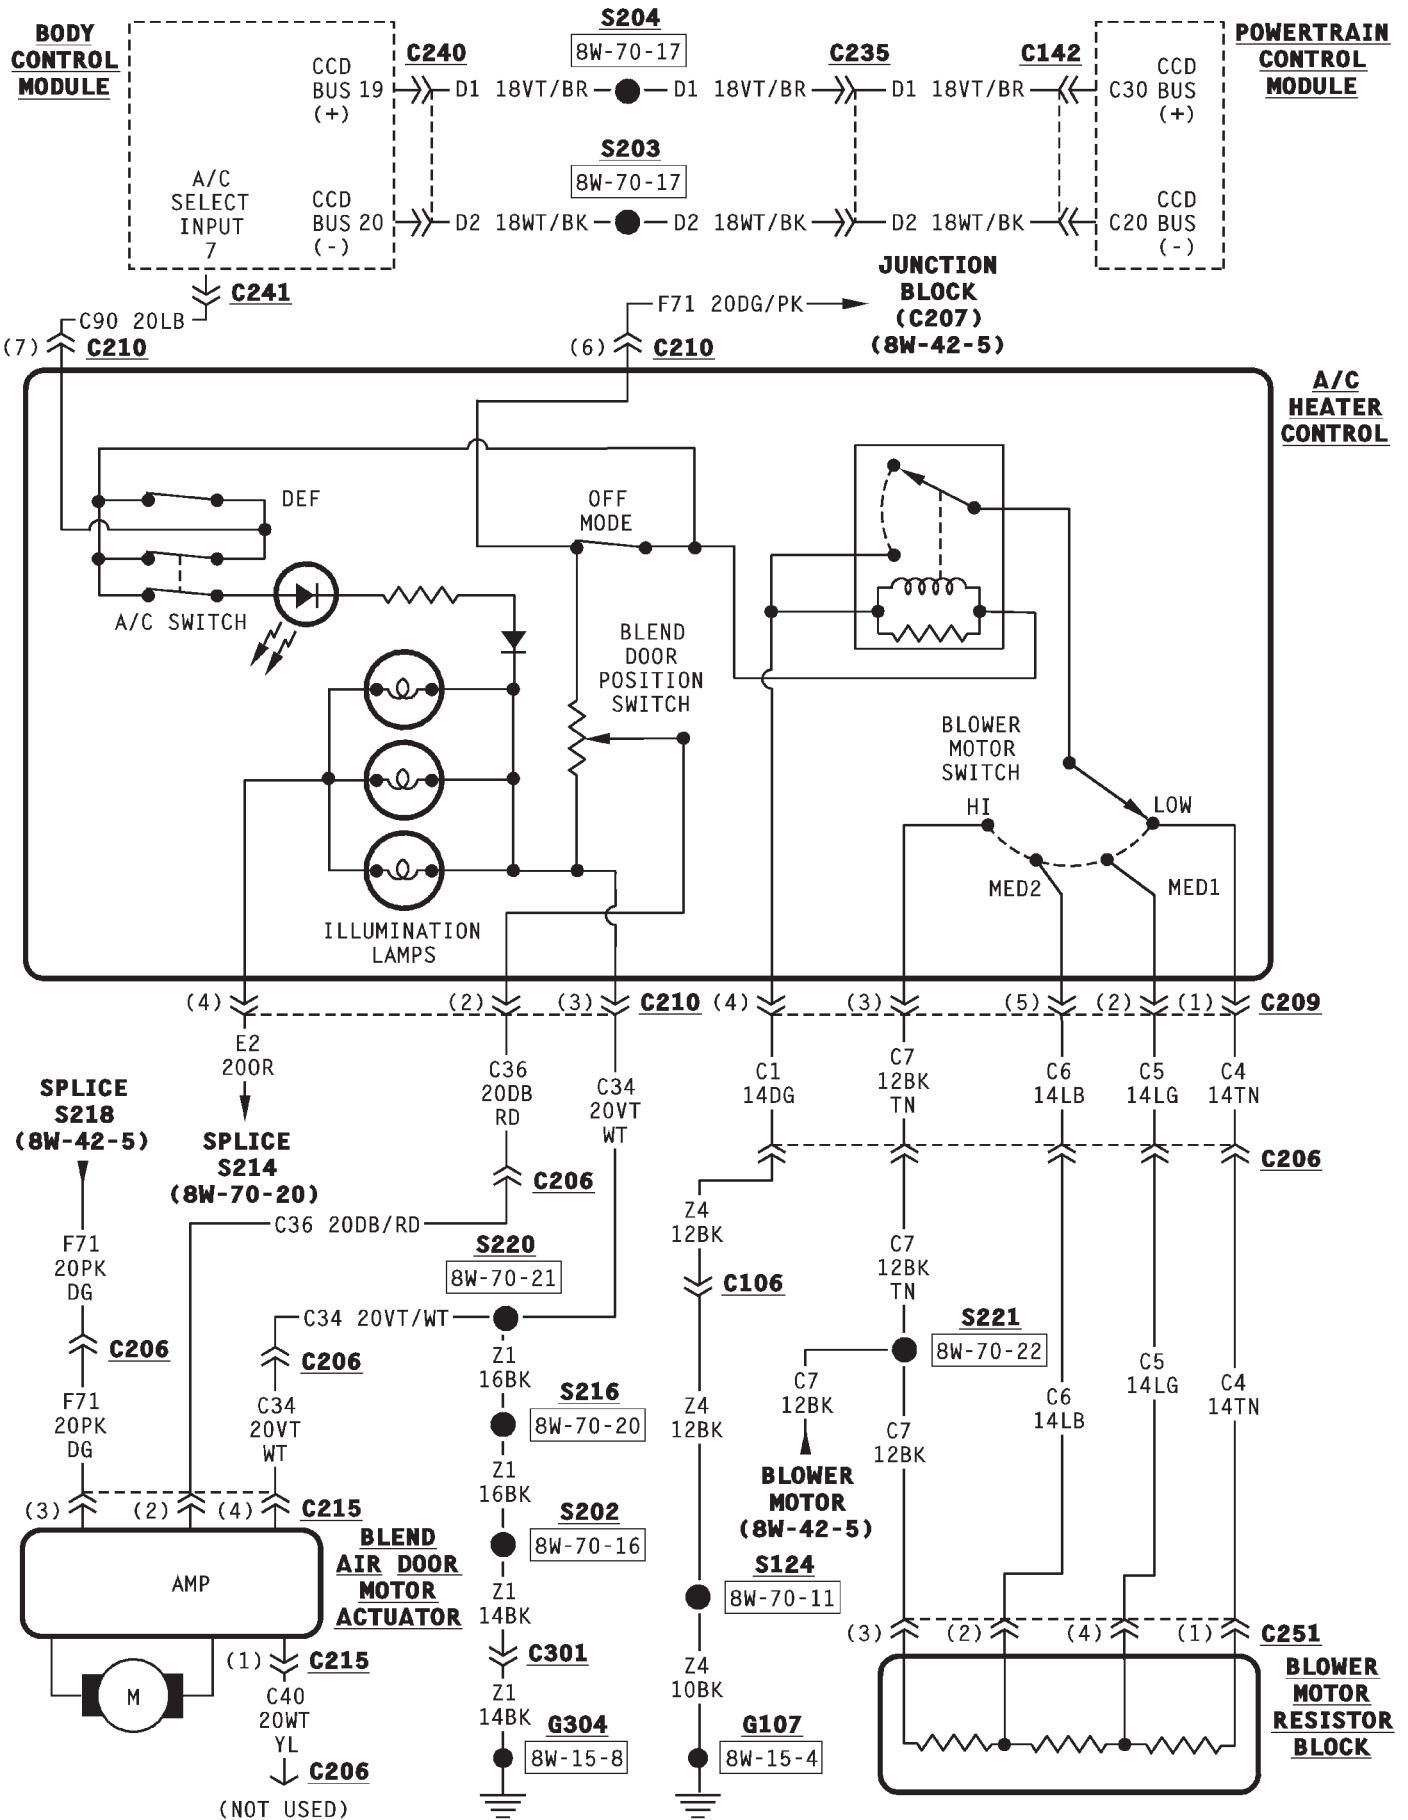 BODY
CONTROL
MODULE
CCD
BUS 19
(+)
A/C
SELECT
INPUT
7
CCD
BUS 20
(-)
C240
D1 18VT/BR
S204
8W-70-17
D1 18VT/BR
C235
D1 18VT/BR
C142
C30
CCD
BUS
(+)
POWERTRAIN
CONTROL
MODULE
D2 18WT/BK
S203
8W-70-17
D2 18WT/BK
D2 18WT/BK
C20
CCD
BUS
(-)
C241
C90 20LB
(7)
C210
F71 20DG/PK
(6)
C210
JUNCTION
BLOCK
(C207)
(8W-42-5)
A/C
HEATER
CONTROL
DEF
A/C SWITCH
OFF
MODE
BLEND
DOOR
POSITION
SWITCH
ILLUMINATION
LAMPS
BLOWER
MOTOR
SWITCH
HI
LOW
MED2
MED1
(4)
(2)
(3)
C210
(4)
(3)
(5)
(2)
(1)
C209
E2
20OR
SPLICE
S214
(8W-70-20)
C36
20DB
RD
C34
20VT
WT
C1
14DG
C7
12BK
TN
C6
14LB
C5
14LG
C4
14TN
SPLICE
S218
(8W-42-5)
C206
C206
C36 20DB/RD
F71
20PK
DG
C206
F71
20PK
DG
S220
8W-70-21
C34 20VT/WT
C206
C34
20VT
WT
Z1
16BK
S216
8W-70-20
Z1
16BK
S202
8W-70-16
Z1
14BK
C301
Z1
14BK
G304
8W-15-8
Z4
12BK
C106
Z4
12BK
S124
8W-70-11
Z4
10BK
G107
8W-15-4
C7
12BK
TN
S221
8W-70-22
C7
12BK
BLOWER
MOTOR
(8W-42-5)
C7
12BK
C6
14LB
C5
14LG
C4
14TN
(3)
(2)
(4)
C215
BLEND
AIR DOOR
MOTOR
ACTUATOR
AMP
M
(1)
C215
C40
20WT
YL
C206
(NOT USED)
(3)
(2)
(4)
(1)
C251
BLOWER
MOTOR
RESISTOR
BLOCK